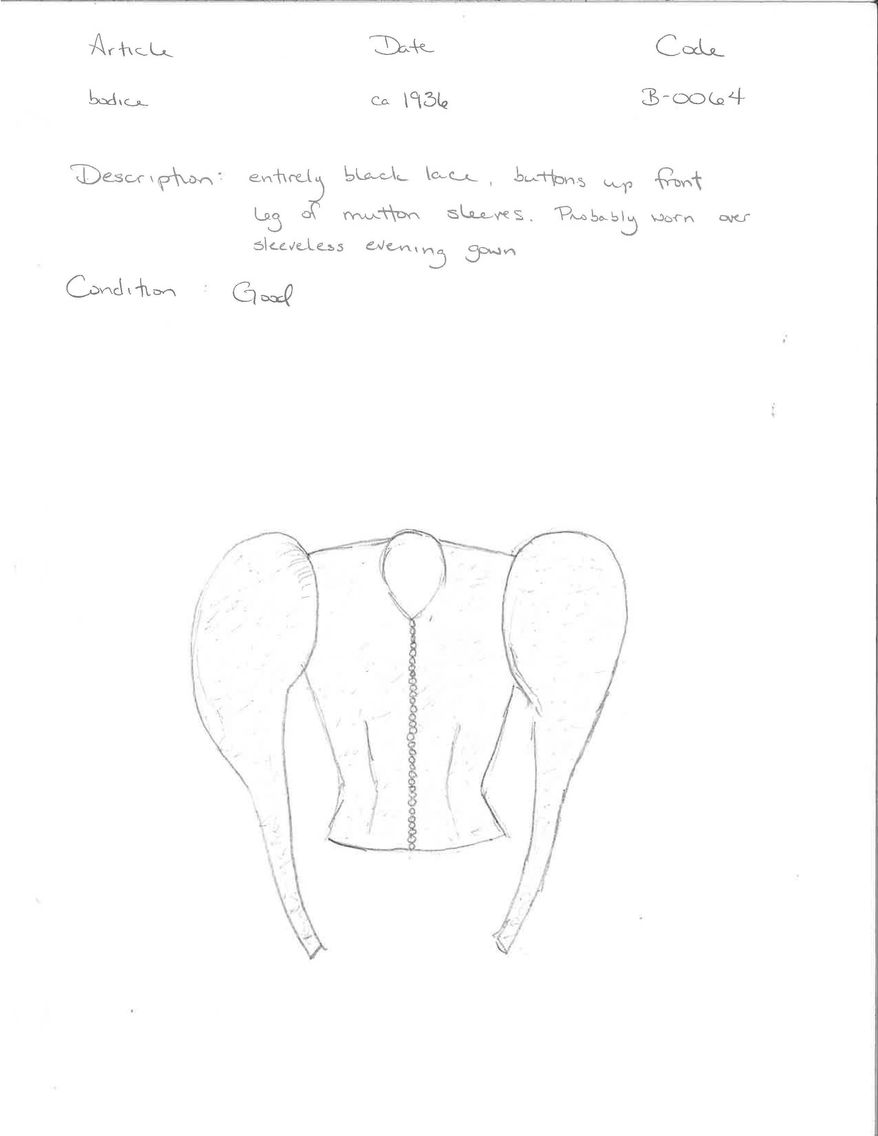 Article Date Code
bodice ca 1936 B-0064
Description: entirely black lace, buttons up front
leg of mutton sleeves. Probably worn over
sleeveless evening gown
Condition : Good